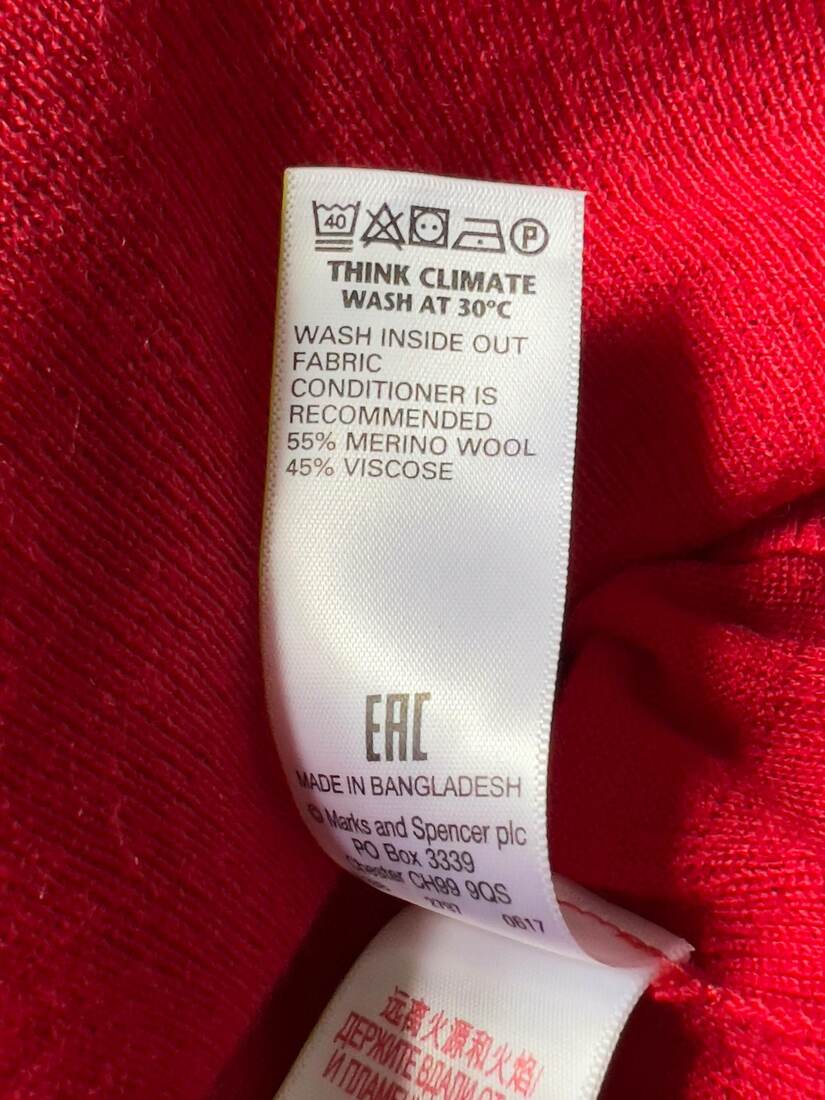 40
P
THINK CLIMATE
WASH AT 30°C
WASH INSIDE OUT
FABRIC
CONDITIONER IS
RECOMMENDED
55% MERINO WOOL
45% VISCOSE
EAC
MADE IN BANGLADESH
© Marks and Spencer plc
PO Box 3339
Chester CH99 9QS
0617
远离火源和火焰/
ДЕРЖИТЕ ВДАЛИ ОТ